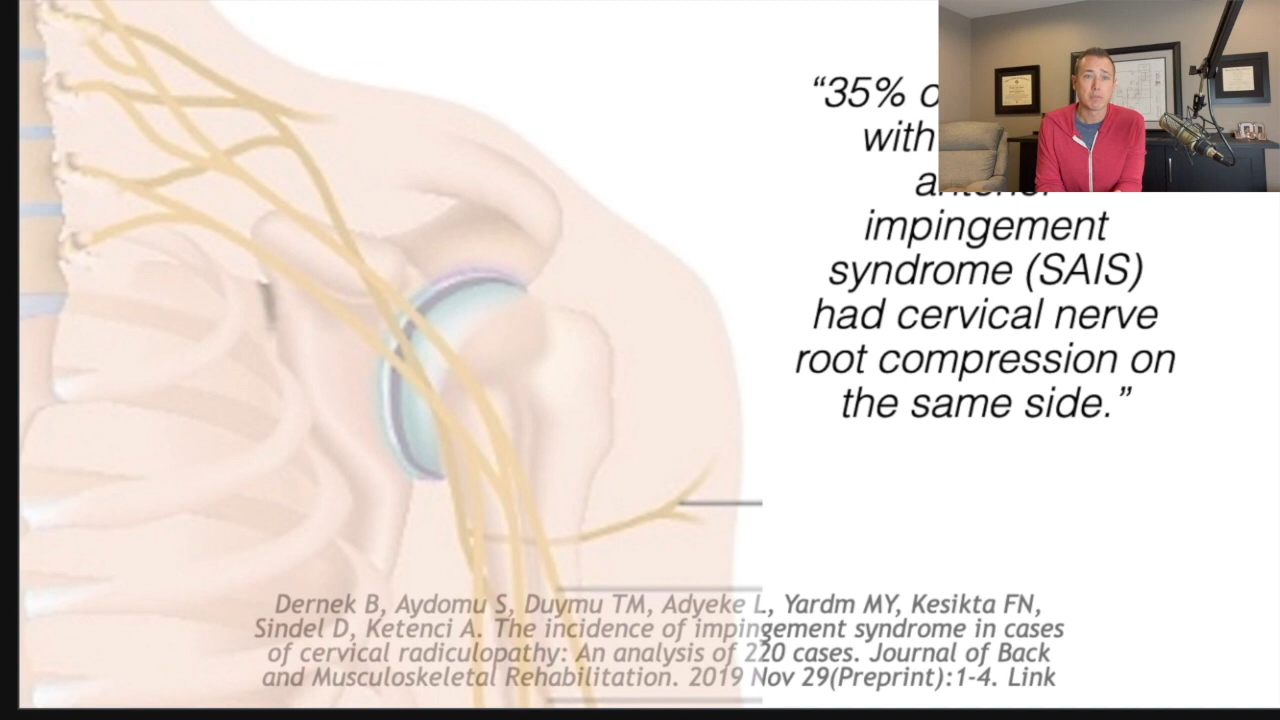 “35%
with
impingement
syndrome (SAIS)
had cervical nerve
root compression on
the same side.”
Dernek B, Aydomu S, Duymu TM, Adyeke L, Yardm MY, Kesikta FN,
Sindel D, Ketenci A. The incidence of impingement syndrome in cases
of cervical radiculopathy: An analysis of 220 cases. Journal of Back
and Musculoskeletal Rehabilitation. 2019 Nov 29(Preprint):1-4. Link